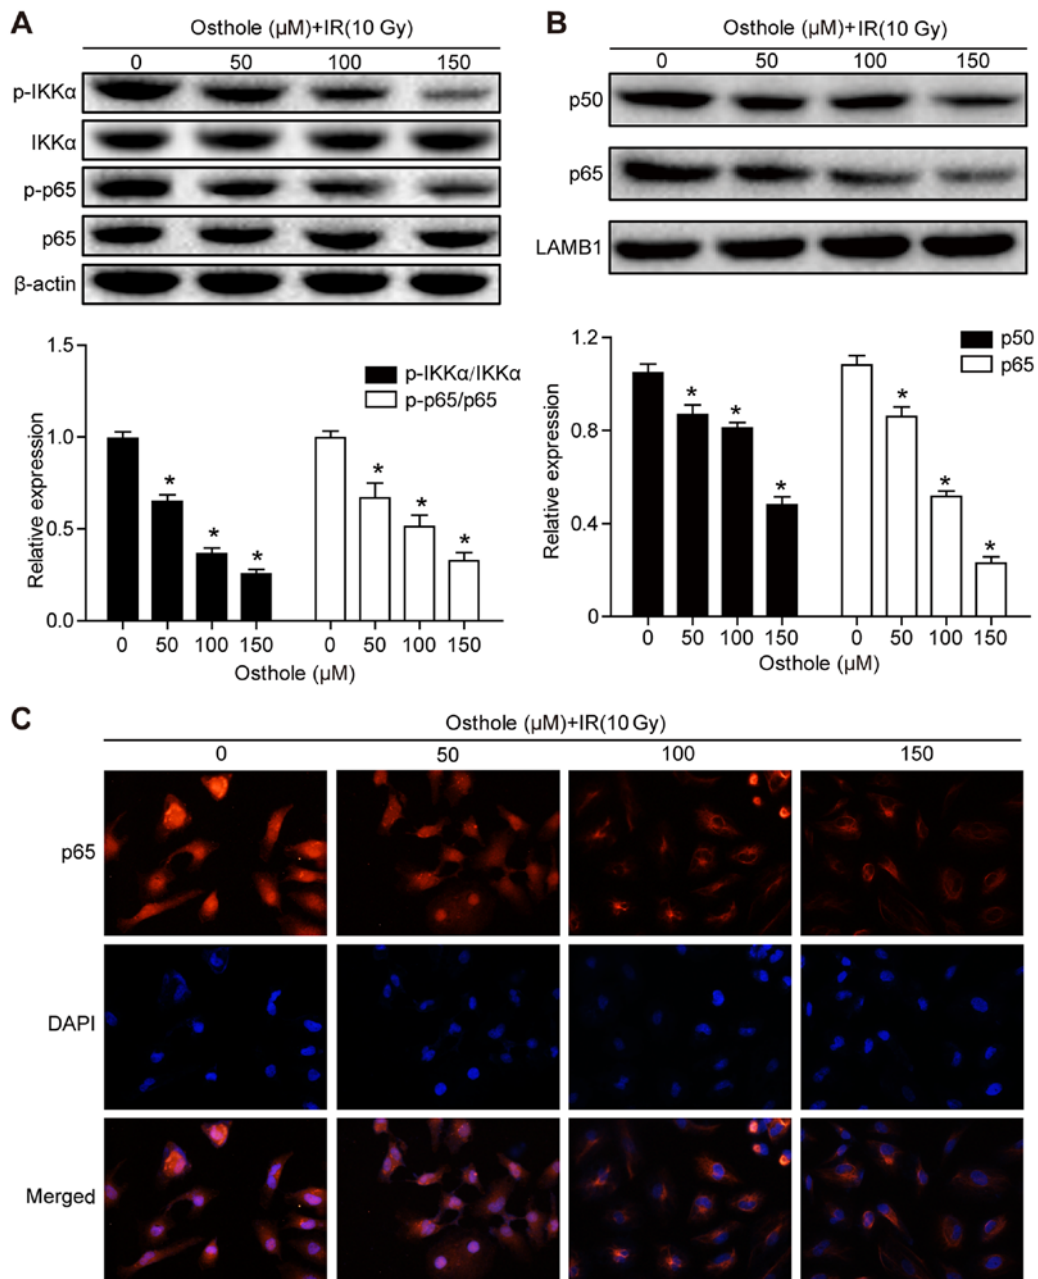 A
Osthole (μM)+IR(10 Gy)
0 50 100 150
p-IKKα
IKKα
p-p65
p65
β-actin
1.5
1.0
0.5
0.0
Relative expression
p-IKKα/IKKα
p-p65/p65
* * * * * *
0 50 100 150 0 50 100 150
Osthole (μM)
B
Osthole (μM)+IR(10 Gy)
0 50 100 150
p50
p65
LAMB1
1.2
0.8
0.4
0
Relative expression
p50
p65
* * * * * *
0 50 100 150 0 50 100 150
Osthole (μM)
C
Osthole (μM)+IR(10 Gy)
0 50 100 150
p65
DAPI
Merged